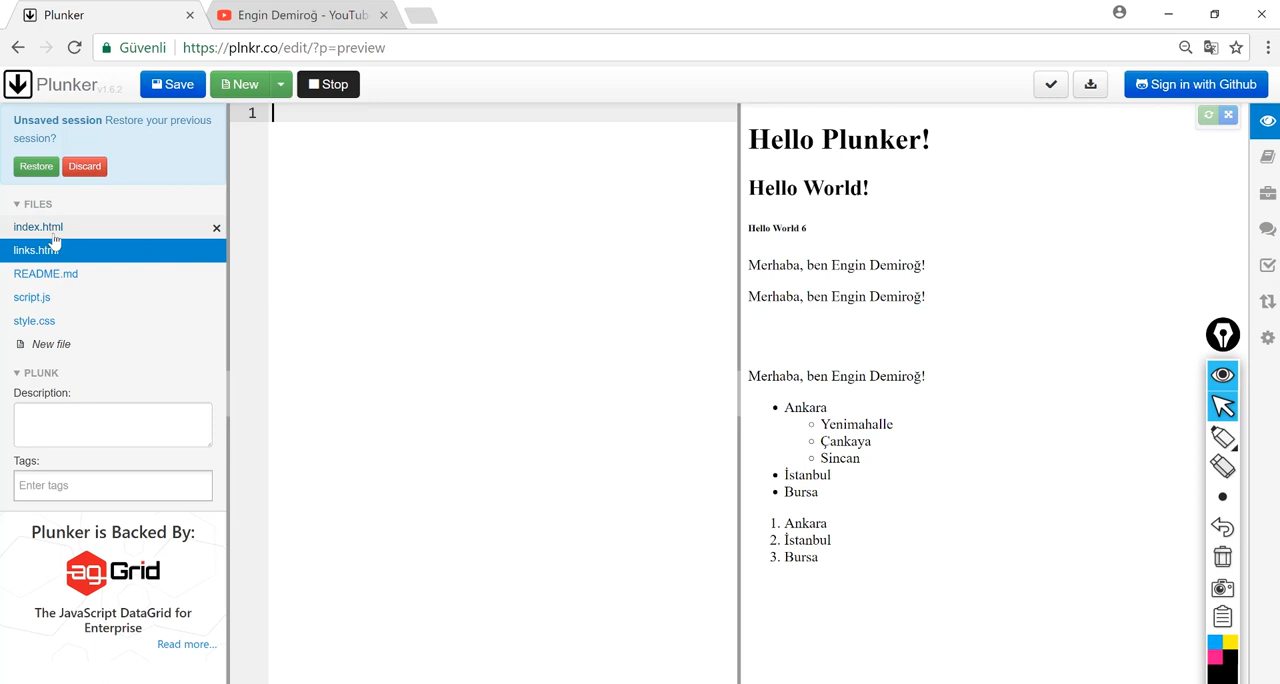 Plunker
Engin Demiroğ - YouTub
Güvenli
https://plnkr.co/edit/?p=preview
Plunker v1.6.2
Save
New
Stop
Sign in with Github
Unsaved session Restore your previous
session?
Restore
Discard
FILES
index.html
links.html
README.md
script.js
style.css
New file
PLUNK
Description:
Tags:
Enter tags
Plunker is Backed By:
ag Grid
The JavaScript DataGrid for
Enterprise
Read more...
1
Hello Plunker!
Hello World!
Hello World 6
Merhaba, ben Engin Demiroğ!
Merhaba, ben Engin Demiroğ!
Merhaba, ben Engin Demiroğ!
Ankara
Yenimahalle
Çankaya
Sincan
İstanbul
Bursa
1. Ankara
2. İstanbul
3. Bursa